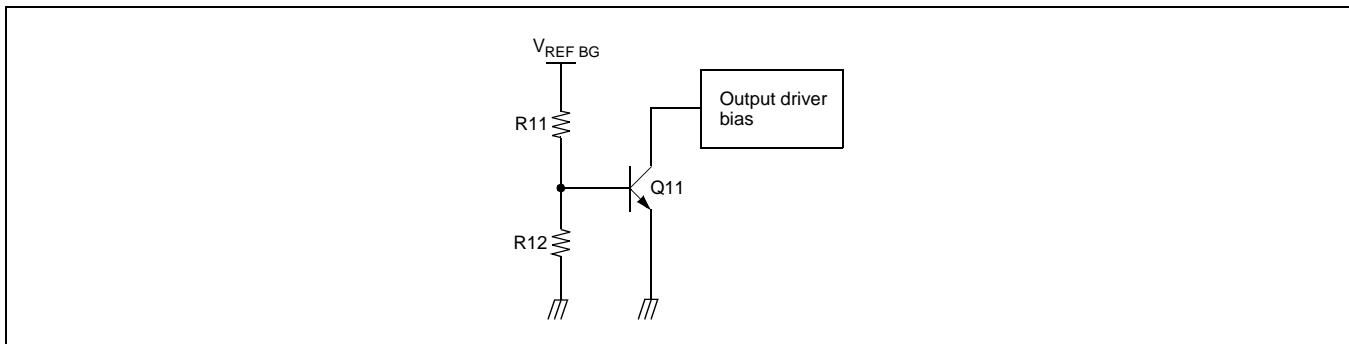 VREF BG
Output driver
bias
R11
Q11
R12